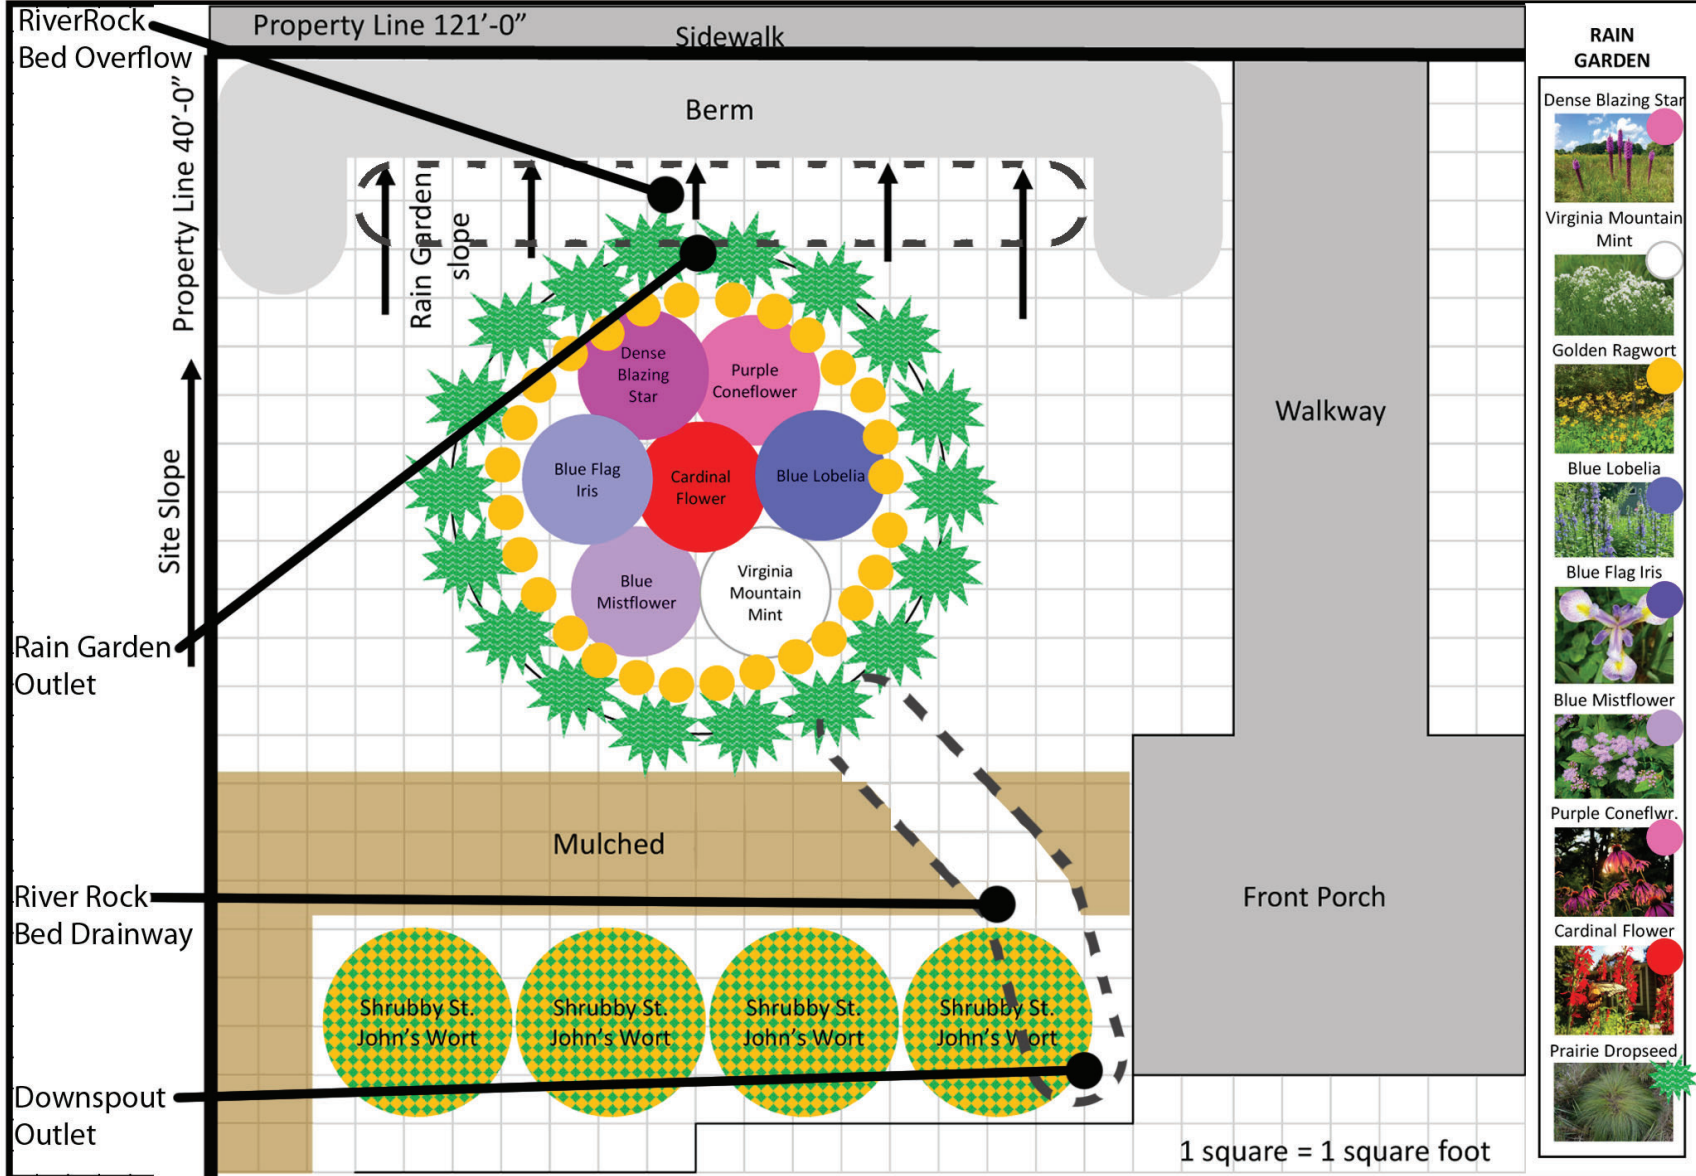 RiverRock
Bed Overflow
Property Line 121’-0”
Sidewalk
Berm
Property Line 40’-0”
Rain Garden
slope
Site Slope
Dense
Blazing
Star
Purple
Coneflower
Blue Flag
Iris
Cardinal
Flower
Blue Lobelia
Blue
Mistflower
Virginia
Mountain
Mint
Walkway
Rain Garden
Outlet
Mulched
Front Porch
River Rock
Bed Drainway
Shrubby St.
John’s Wort
Shrubby St.
John’s Wort
Shrubby St.
John’s Wort
Shrubby St.
John’s Wort
Downspout
Outlet
1 square = 1 square foot
RAIN
GARDEN
Dense Blazing Star
Virginia Mountain
Mint
Golden Ragwort
Blue Lobelia
Blue Flag Iris
Blue Mistflower
Purple Coneflwr.
Cardinal Flower
Prairie Dropseed